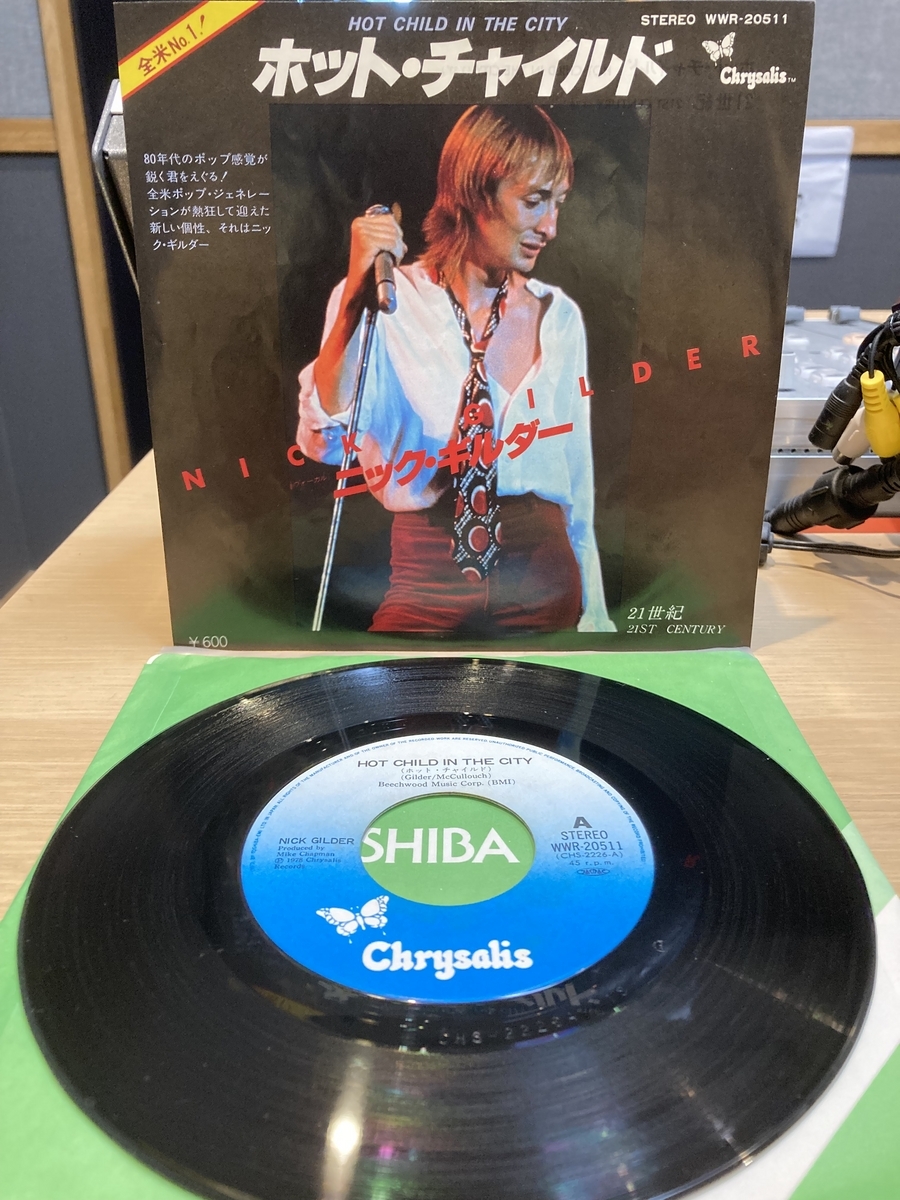 全米No.1!
HOT CHILD IN THE CITY
STEREO WWR-20511
ホット・チャイルド
Chrysalis™
80年代のポップ感覚が
鋭く君をえぐる!
全米ポップ・ジェネレー
ションが熱狂して迎えた
新しい個性、それはニッ
ク・ギルダー
NICK GILDER
ニック・ギルダー
21世紀
21ST CENTURY
¥600
HOT CHILD IN THE CITY
(ホット・チャイルド)
(Gilder/McCullouch)
Beechwood Music Corp. (BMI)
NICK GILDER
Produced by
Mike Chapman
℗ 1978 Chrysalis
Records
SHIBA
A
STEREO
WWR-20511
(CHS-2226-A)
45 r.p.m.
Chrysalis